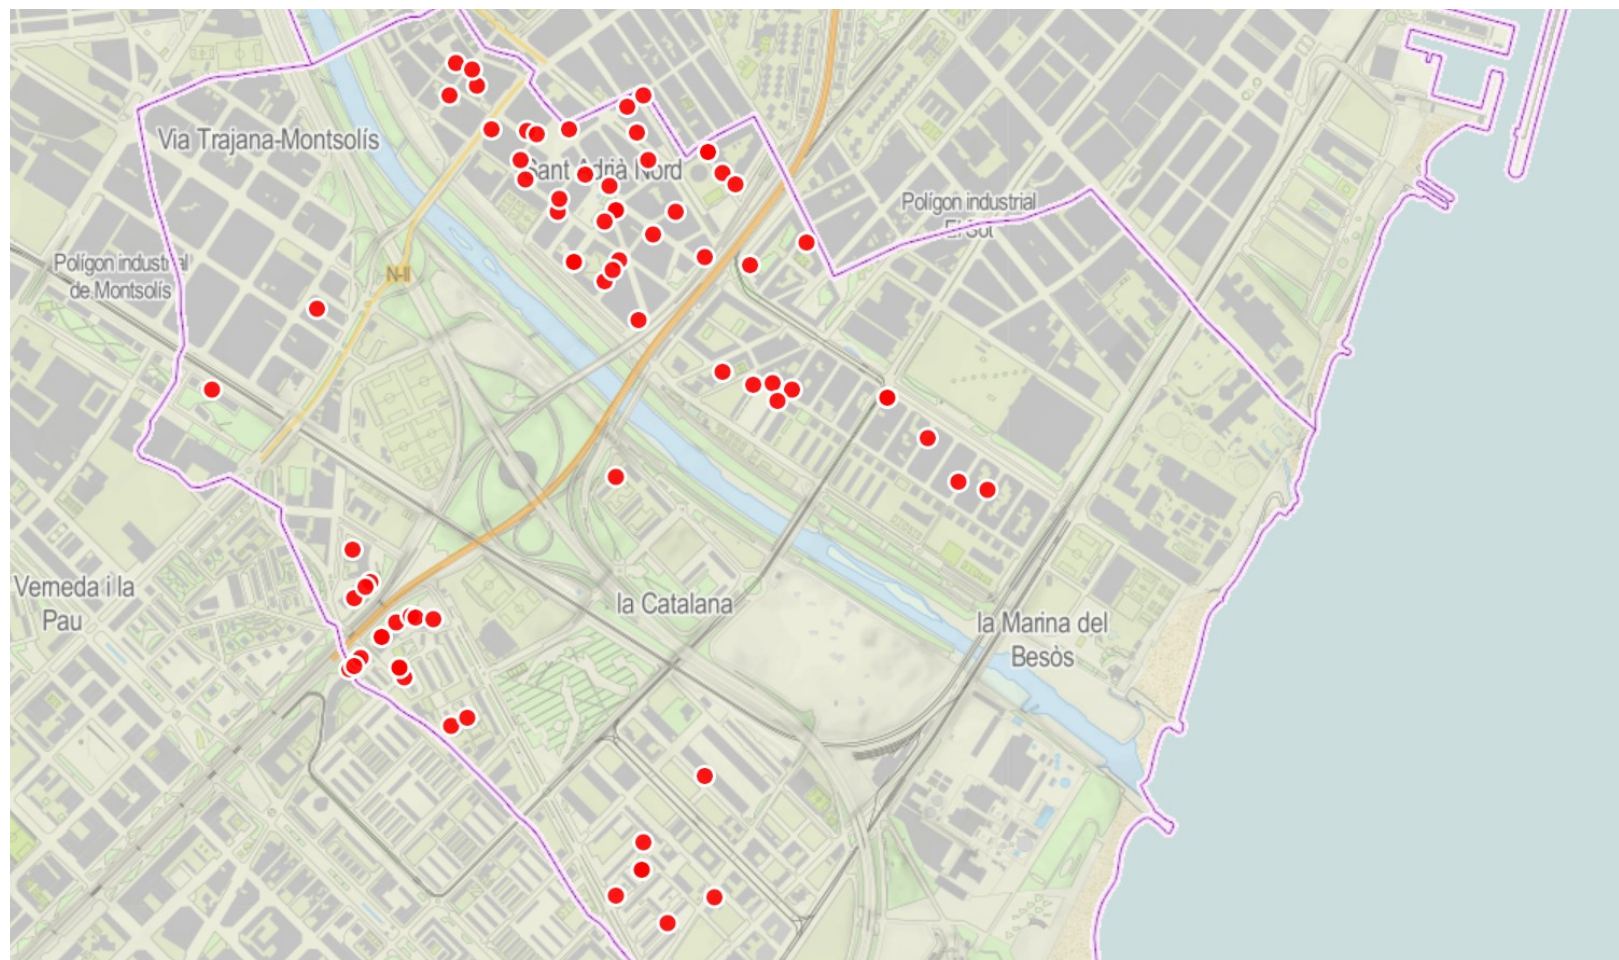 Via Trajana-Montsolís
Sant Adrià Nord
Polígon industrial
El Sot
Polígon industrial
de Montsolís
N-II
Verneda i la
Pau
la Catalana
la Marina del
Besòs